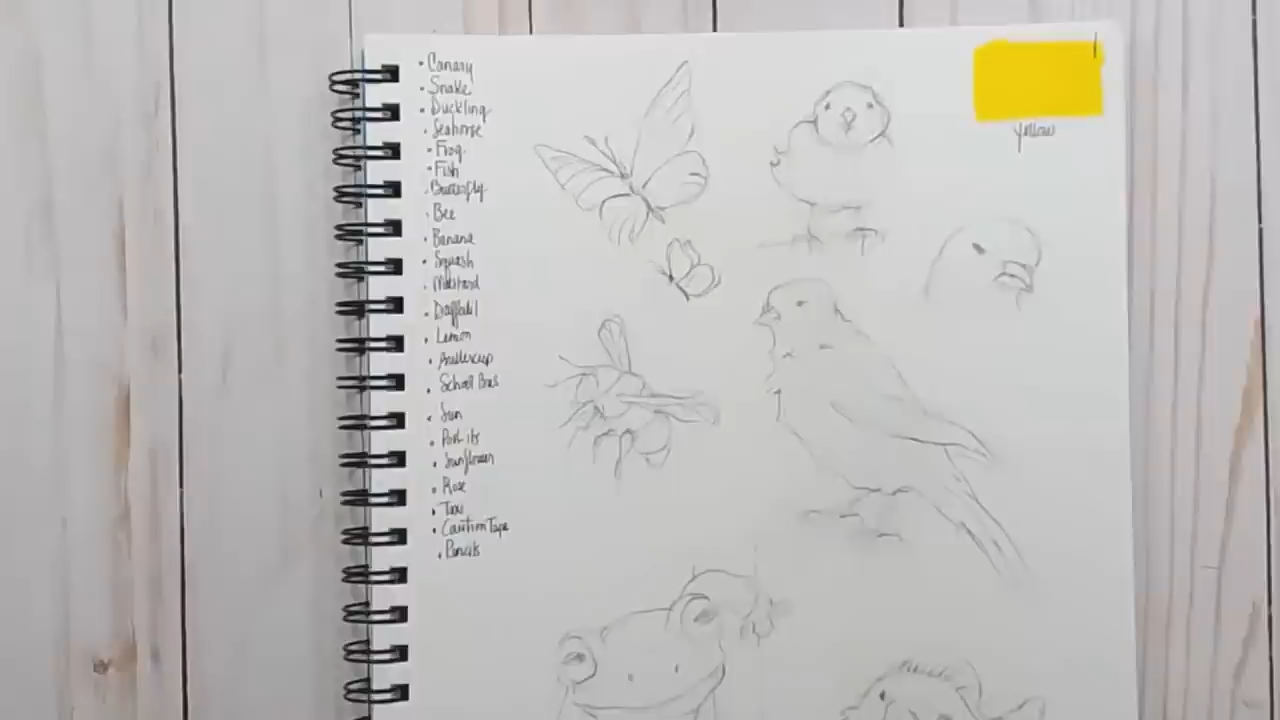 • Canary
• Snake
• Duckling
• Seahorse
• Frog
• Fish
• Butterfly
• Bee
• Banana
• Squash
• Mustard
• Daffodil
• Lemon
• Buttercup
• School Bus
• Sun
• Post-its
• Sunflower
• Rose
• Taxi
• Caution Tape
• Pencils
yellow